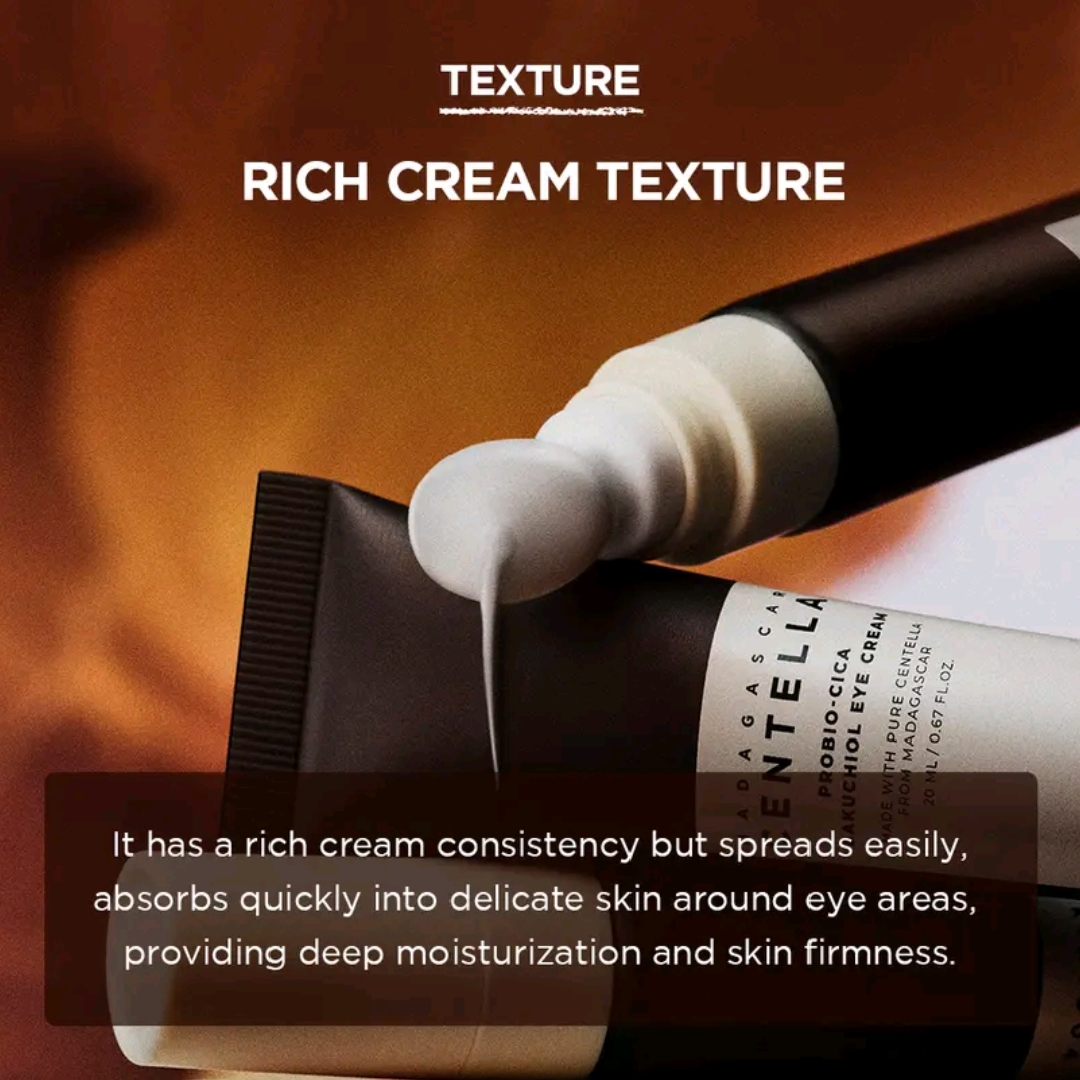 TEXTURE
RICH CREAM TEXTURE
MADAGASCAR
CENTELLA
PROBIO-CICA
BAKUCHIOL EYE CREAM
MADE WITH PURE CENTELLA
FROM MADAGASCAR
20 ML / 0.67 FL.OZ.
It has a rich cream consistency but spreads easily,
absorbs quickly into delicate skin around eye areas,
providing deep moisturization and skin firmness.